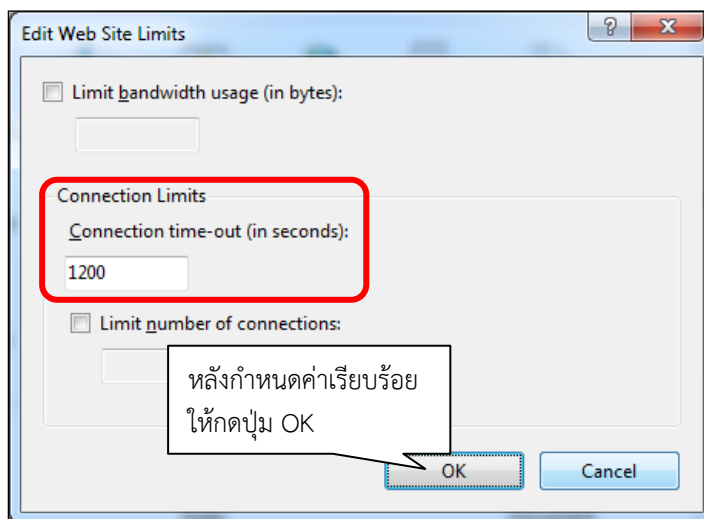 Edit Web Site Limits
Limit bandwidth usage (in bytes):
Connection Limits
Connection time-out (in seconds):
1200
Limit number of connections:
หลังกำหนดค่าเรียบร้อย
ให้กดปุ่ม OK
OK
Cancel